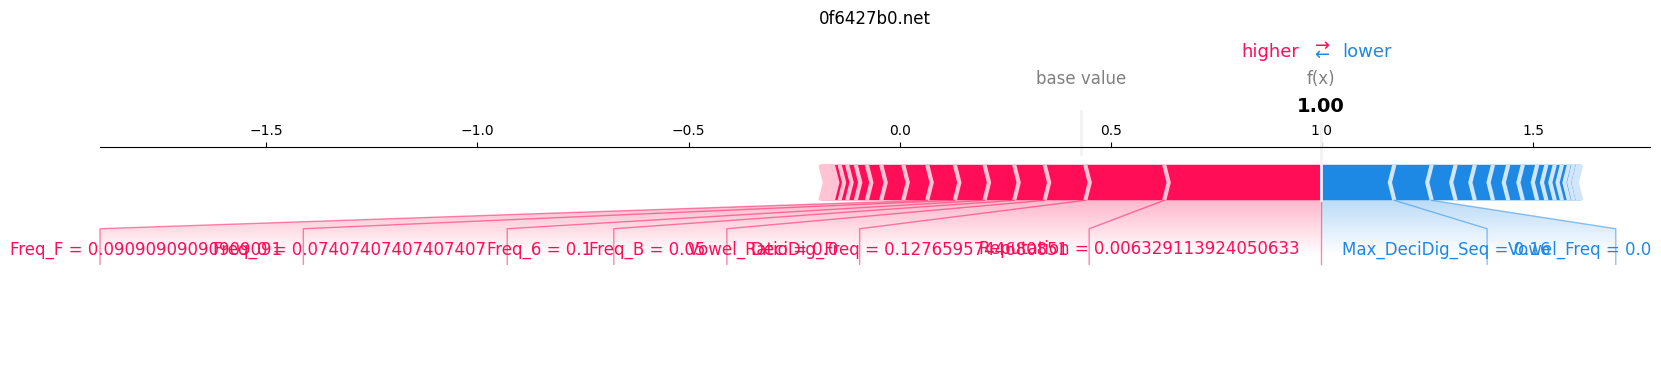 0f6427b0.net
higher → ← lower
base value f(x)
1.00
−1.5 −1.0 −0.5 0.0 0.5 1.0 1.5
Freq_F = 0.09090909090909091 Freq_0 = 0.07407407407407407 Freq_6 = 0.1 Freq_B = 0.05 Vowel_Ratio = 0.0 DeciDig_Freq = 0.1276595744680851 Reputation = 0.006329113924050633 Max_DeciDig_Seq = 0.16 Vowel_Freq = 0.0